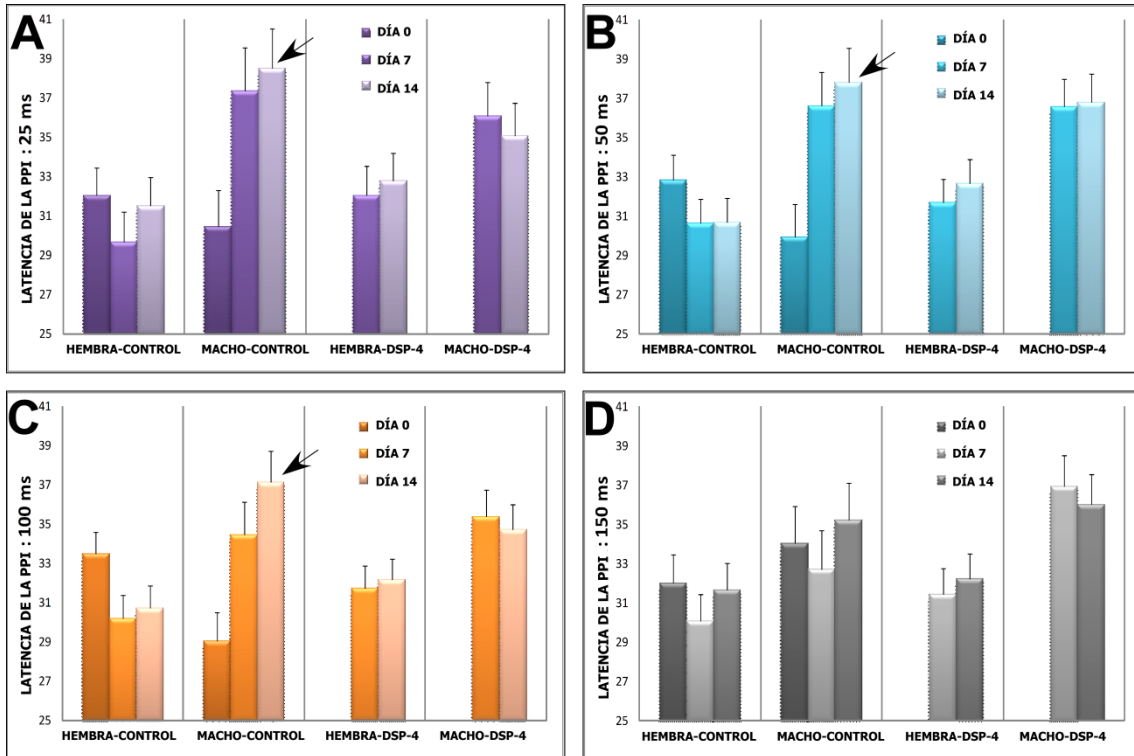 A
LATENCIA DE LA PPI : 25 ms
41
39
37
35
33
31
29
27
25
DÍA 0
DÍA 7
DÍA 14
HEMBRA-CONTROL MACHO-CONTROL HEMBRA-DSP-4 MACHO-DSP-4
B
LATENCIA DE LA PPI : 50 ms
41
39
37
35
33
31
29
27
25
DÍA 0
DÍA 7
DÍA 14
HEMBRA-CONTROL MACHO-CONTROL HEMBRA-DSP-4 MACHO-DSP-4
C
LATENCIA DE LA PPI : 100 ms
41
39
37
35
33
31
29
27
25
DÍA 0
DÍA 7
DÍA 14
HEMBRA-CONTROL MACHO-CONTROL HEMBRA-DSP-4 MACHO-DSP-4
D
LATENCIA DE LA PPI : 150 ms
41
39
37
35
33
31
29
27
25
DÍA 0
DÍA 7
DÍA 14
HEMBRA-CONTROL MACHO-CONTROL HEMBRA-DSP-4 MACHO-DSP-4